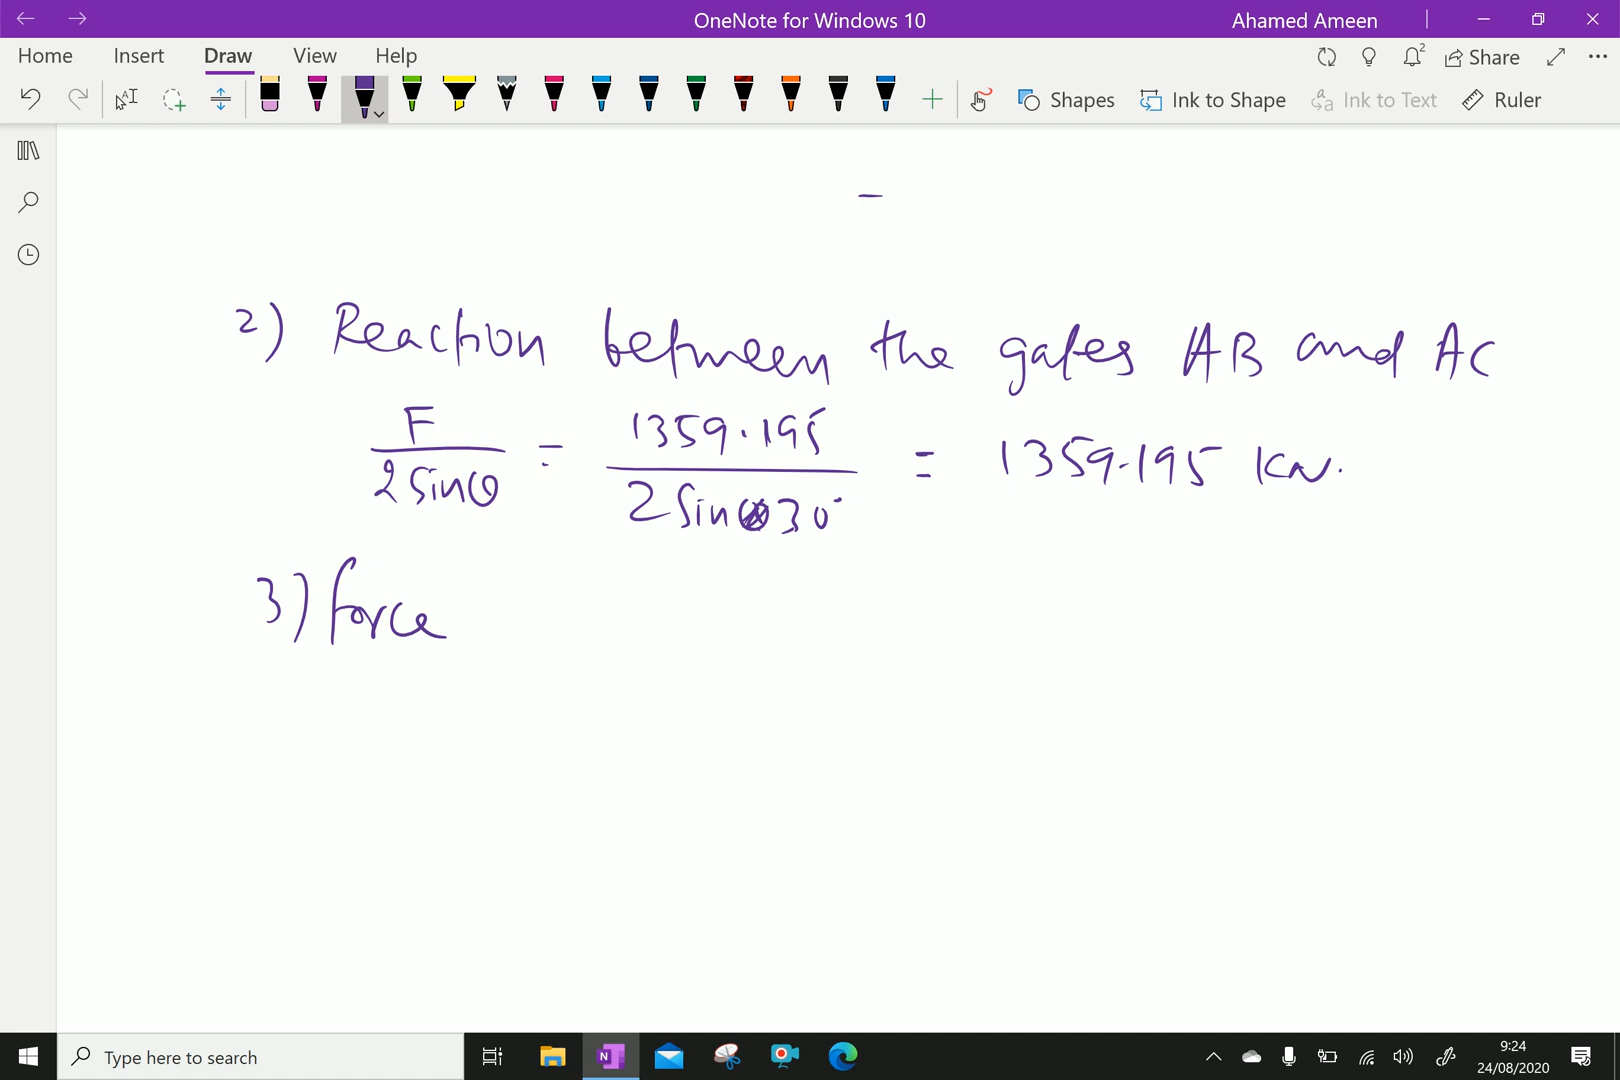 OneNote for Windows 10
Ahamed Ameen
Home Insert Draw View Help
2 Share
Shapes Ink to Shape Ink to Text Ruler
2) Reaction between the gates AB and AC
F / 2 Sinθ = 1359.195 / 2 Sin 30° = 1359.195 KN.
3) force
Type here to search
9:24
24/08/2020